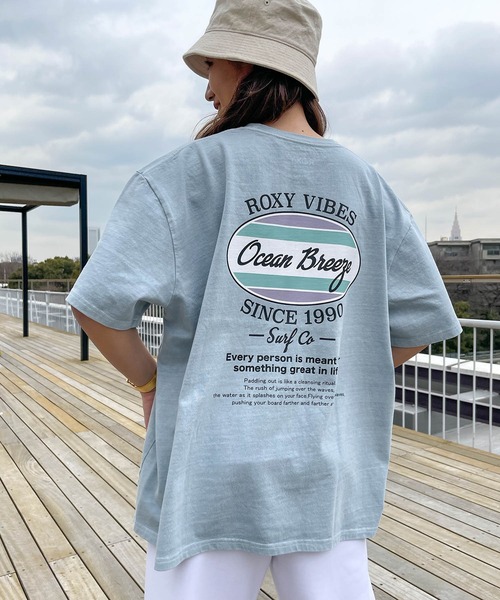 ROXY VIBES
Ocean Breeze
SINCE 1990
Surf Co
Every person is meant
something great in lif
Paddling out is like a cleansing ritual
The rush of jumping over the waves,
the water as it splashes on your face.Flying over
pushing your board farther and farther